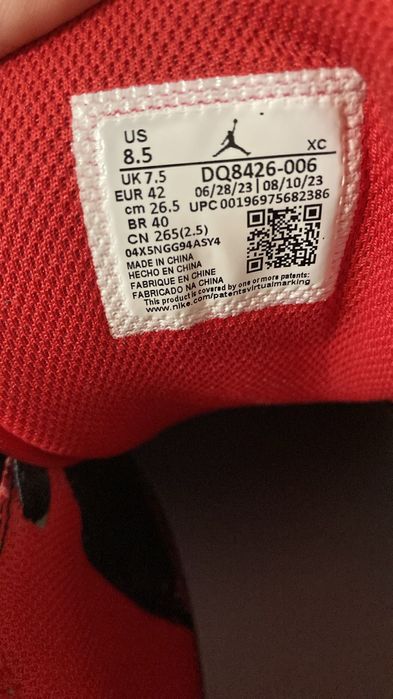 US
8.5
XC
UK 7.5
DQ8426-006
EUR 42
06/28/23 | 08/10/23
cm 26.5
UPC 00196975682386
BR 40
CN 265(2.5)
04X5NGG94ASY4
MADE IN CHINA
HECHO EN CHINA
FABRIQUE EN CHINE
FABRICADO NA CHINA
This product is covered by one or more patents:
www.nike.com/patentsvirtualmarking